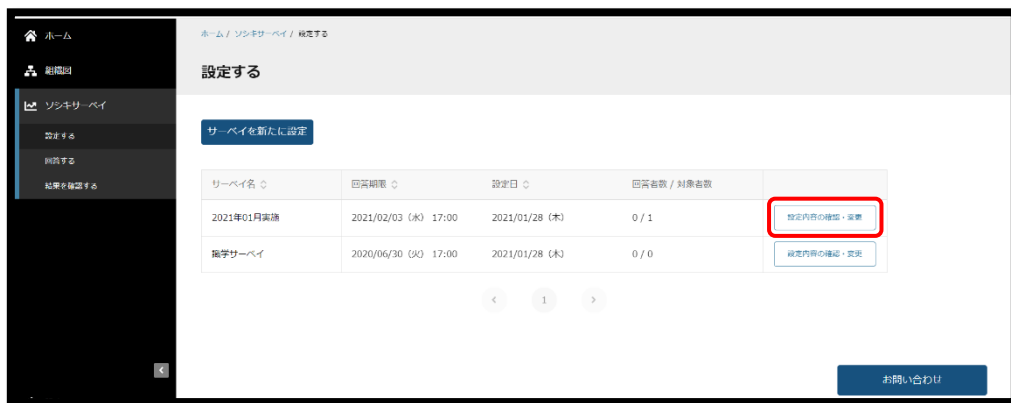 ホーム
組織図
ソシキサーベイ
設定する
回答する
結果を確認する
ホーム / ソシキサーベイ / 設定する
設定する
サーベイを新たに設定
サーベイ名 回答期限 設定日 回答者数 / 対象者数
2021年01月実施 2021/02/03（水） 17:00 2021/01/28（木） 0 / 1 設定内容の確認・変更
識学サーベイ 2020/06/30（火） 17:00 2021/01/28（木） 0 / 0 設定内容の確認・変更
< 1 >
お問い合わせ